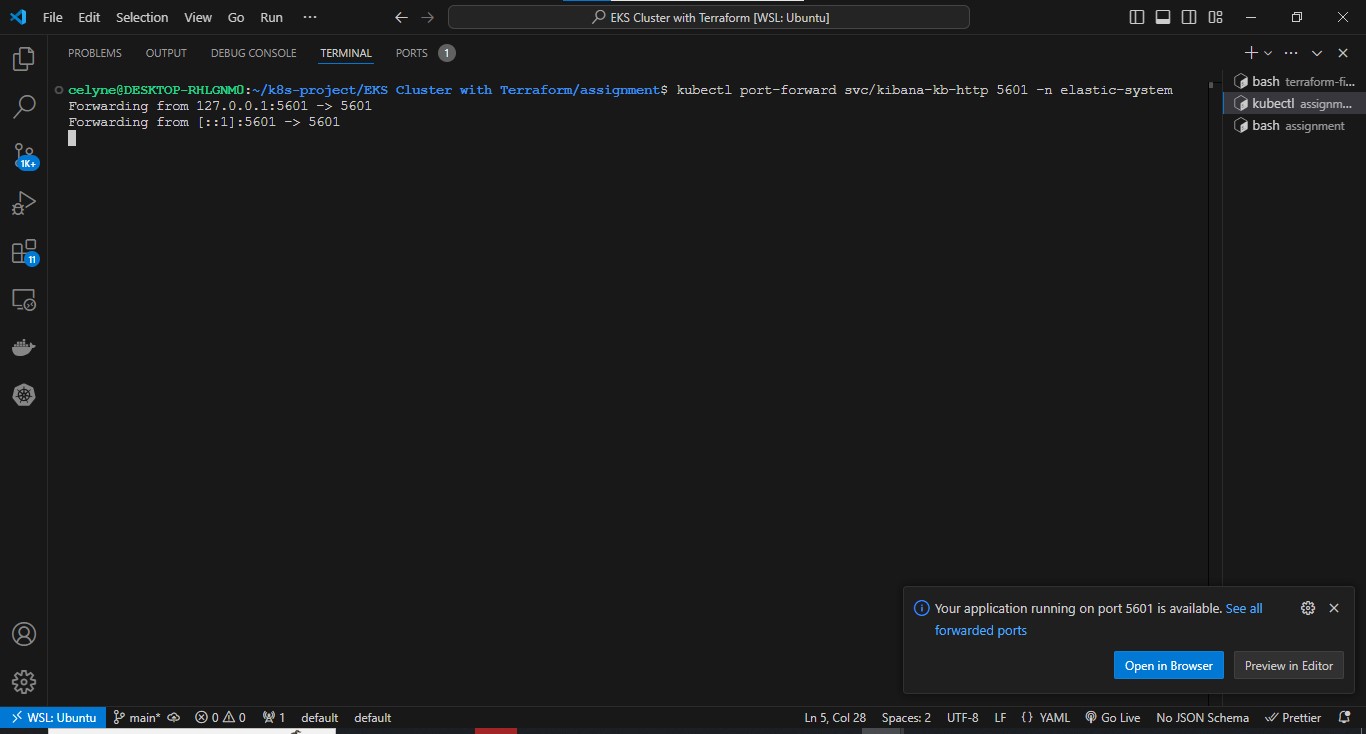 File Edit Selection View Go Run ···
EKS Cluster with Terraform [WSL: Ubuntu]
PROBLEMS OUTPUT DEBUG CONSOLE TERMINAL PORTS 1
celyne@DESKTOP-RHLGNM0:~/k8s-project/EKS Cluster with Terraform/assignment$ kubectl port-forward svc/kibana-kb-http 5601 -n elastic-system
Forwarding from 127.0.0.1:5601 -> 5601
Forwarding from [::1]:5601 -> 5601
bash terraform-fi...
kubectl assignm...
bash assignment
1K+
11
Your application running on port 5601 is available. See all
forwarded ports
Open in Browser Preview in Editor
WSL: Ubuntu main* 0 0 1 default default Ln 5, Col 28 Spaces: 2 UTF-8 LF {} YAML Go Live No JSON Schema Prettier